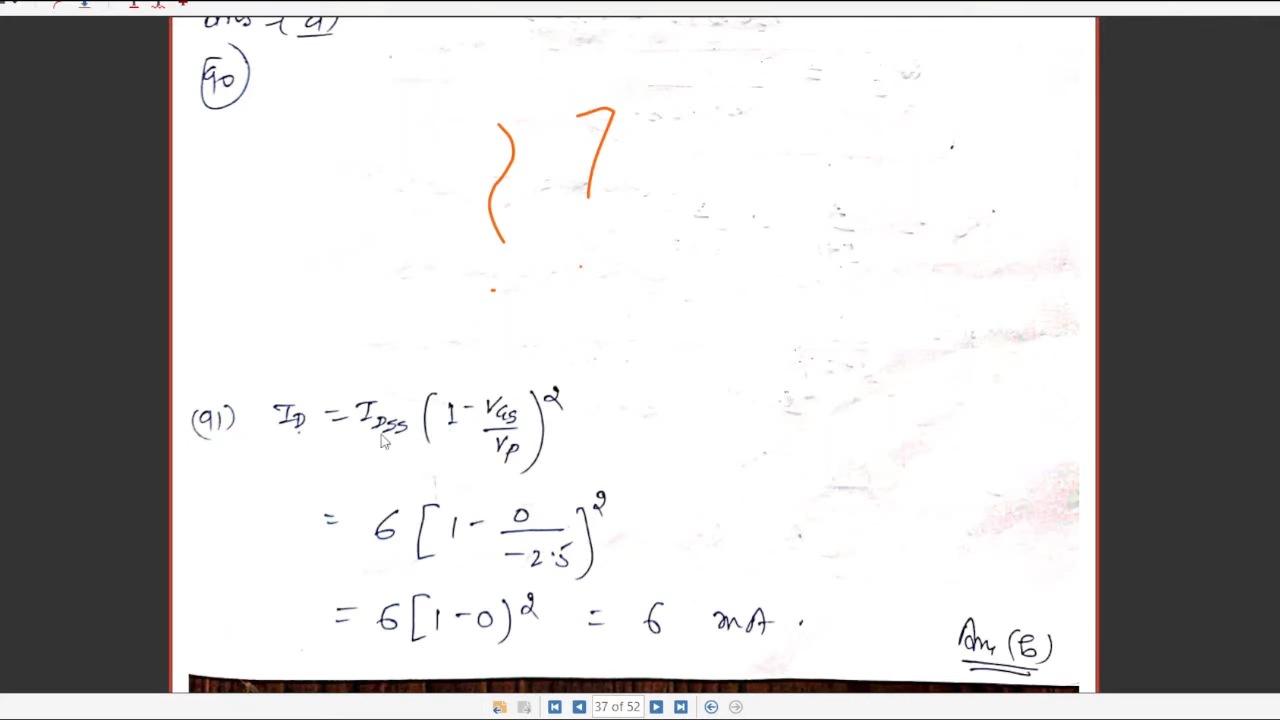 Ans - (a)
90
(91) I_D = I_DSS (1 - V_GS/V_P)^2
= 6 [1 - 0/-2.5]^2
= 6 [1-0)^2 = 6 mA.
Ans (b)
37 of 52